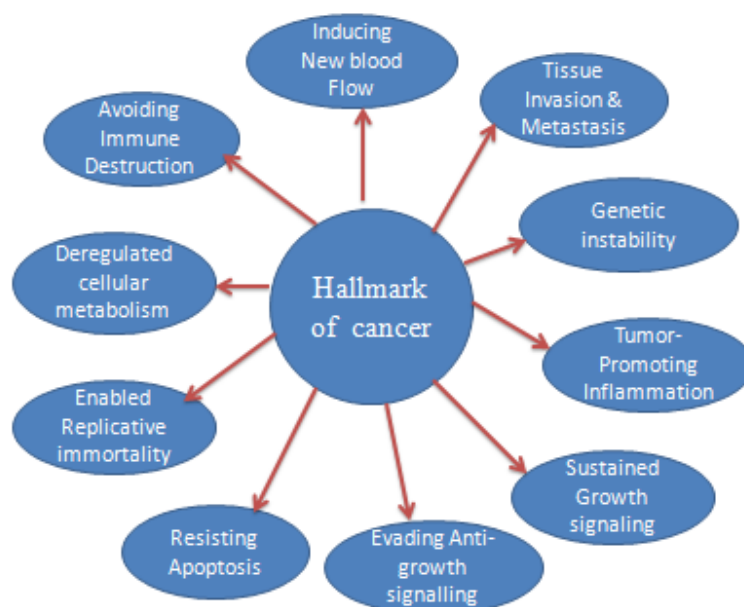 Inducing
New blood
Flow
Tissue
Invasion &
Metastasis
Avoiding
Immune
Destruction
Genetic
instability
Deregulated
cellular
metabolism
Hallmark
of cancer
Tumor-
Promoting
Inflammation
Enabled
Replicative
immortality
Sustained
Growth
signaling
Resisting
Apoptosis
Evading Anti-
growth
signalling